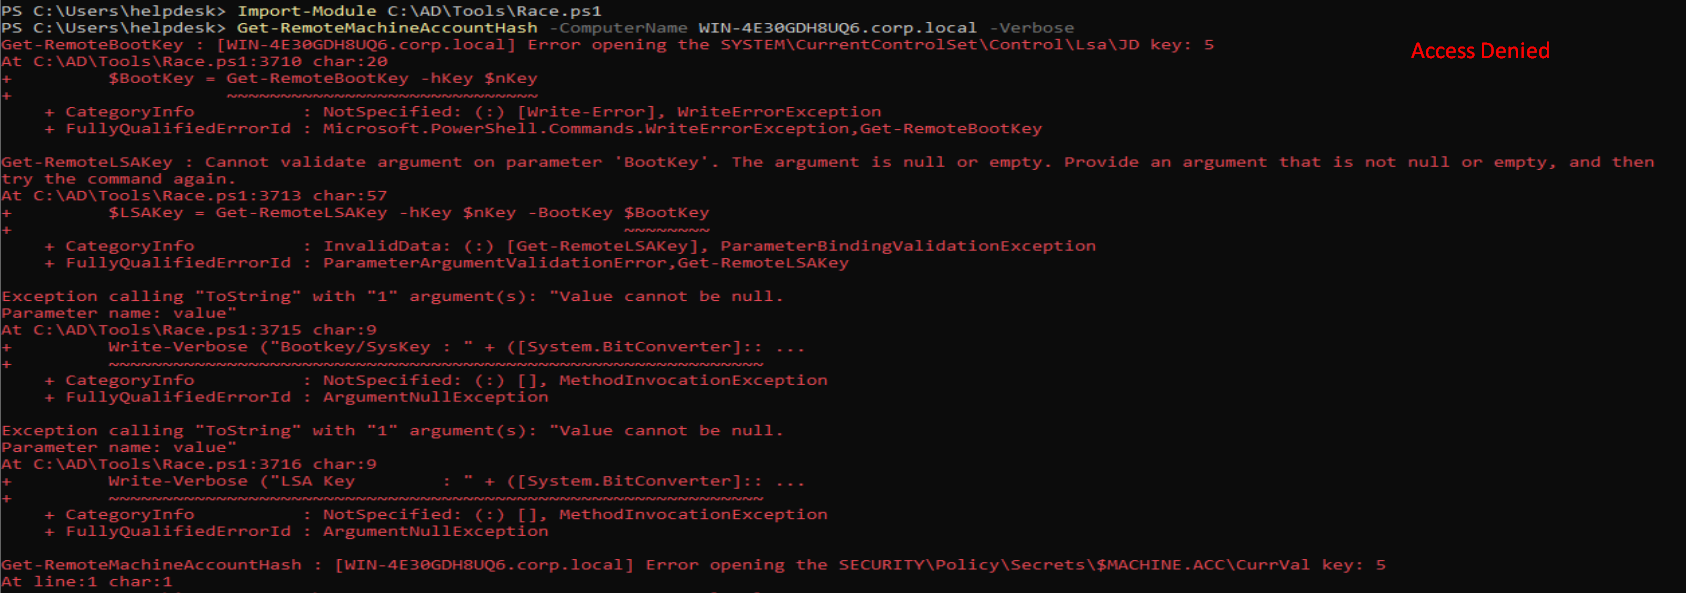 PS C:\Users\helpdesk> Import-Module C:\AD\Tools\Race.ps1
PS C:\Users\helpdesk> Get-RemoteMachineAccountHash -ComputerName WIN-4E30GDH8UQ6.corp.local -Verbose
Get-RemoteBootKey : [WIN-4E30GDH8UQ6.corp.local] Error opening the SYSTEM\CurrentControlSet\Control\Lsa\JD key: 5
Access Denied
At C:\AD\Tools\Race.ps1:3710 char:20
+         $BootKey = Get-RemoteBootKey -hKey $nKey
+                    ~~~~~~~~~~~~~~~~~~~~~~~~~~~~~
    + CategoryInfo          : NotSpecified: (:) [Write-Error], WriteErrorException
    + FullyQualifiedErrorId : Microsoft.PowerShell.Commands.WriteErrorException,Get-RemoteBootKey
Get-RemoteLSAKey : Cannot validate argument on parameter 'BootKey'. The argument is null or empty. Provide an argument that is not null or empty, and then
try the command again.
At C:\AD\Tools\Race.ps1:3713 char:57
+         $LSAKey = Get-RemoteLSAKey -hKey $nKey -BootKey $BootKey
+                                                         ~~~~~~~~
    + CategoryInfo          : InvalidData: (:) [Get-RemoteLSAKey], ParameterBindingValidationException
    + FullyQualifiedErrorId : ParameterArgumentValidationError,Get-RemoteLSAKey
Exception calling "ToString" with "1" argument(s): "Value cannot be null.
Parameter name: value"
At C:\AD\Tools\Race.ps1:3715 char:9
+         Write-Verbose ("Bootkey/SysKey : " + ([System.BitConverter]:: ...
+         ~~~~~~~~~~~~~~~~~~~~~~~~~~~~~~~~~~~~~~~~~~~~~~~~~~~~~~~~~~~~~
    + CategoryInfo          : NotSpecified: (:) [], MethodInvocationException
    + FullyQualifiedErrorId : ArgumentNullException
Exception calling "ToString" with "1" argument(s): "Value cannot be null.
Parameter name: value"
At C:\AD\Tools\Race.ps1:3716 char:9
+         Write-Verbose ("LSA Key        : " + ([System.BitConverter]:: ...
+         ~~~~~~~~~~~~~~~~~~~~~~~~~~~~~~~~~~~~~~~~~~~~~~~~~~~~~~~~~~~~~
    + CategoryInfo          : NotSpecified: (:) [], MethodInvocationException
    + FullyQualifiedErrorId : ArgumentNullException
Get-RemoteMachineAccountHash : [WIN-4E30GDH8UQ6.corp.local] Error opening the SECURITY\Policy\Secrets\$MACHINE.ACC\CurrVal key: 5
At line:1 char:1